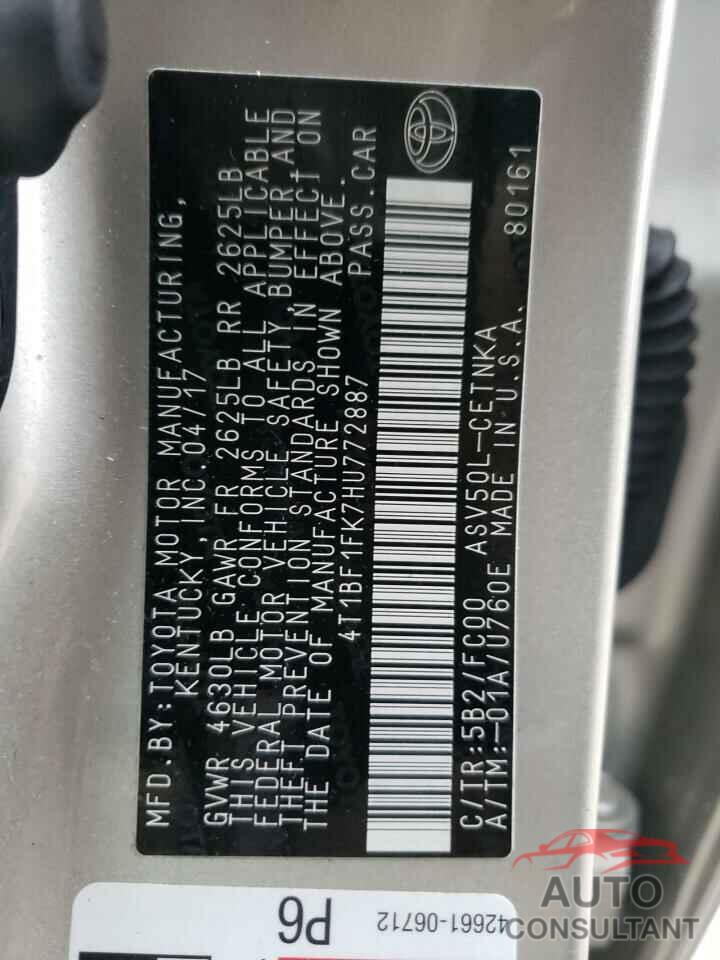 MFD.BY:TOYOTA MOTOR MANUFACTURING,
KENTUCKY,INC.04/17
GVWR 4630LB GAWR FR 2625LB RR 2625LB
THIS VEHICLE CONFORMS TO ALL APPLICABLE
FEDERAL MOTOR VEHICLE SAFETY, BUMPER,AND
THEFT PREVENTION STANDARDS IN EFFECT ON
THE DATE OF MANUFACTURE SHOWN ABOVE.
4T1BF1FK7HU772887 PASS.CAR
C/TR:5B2/FC00 ASV50L-CETNKA
A/TM:-01A/U760E MADE IN U.S.A. 80161
P6
42661-06712
AUTO
CONSULTANT